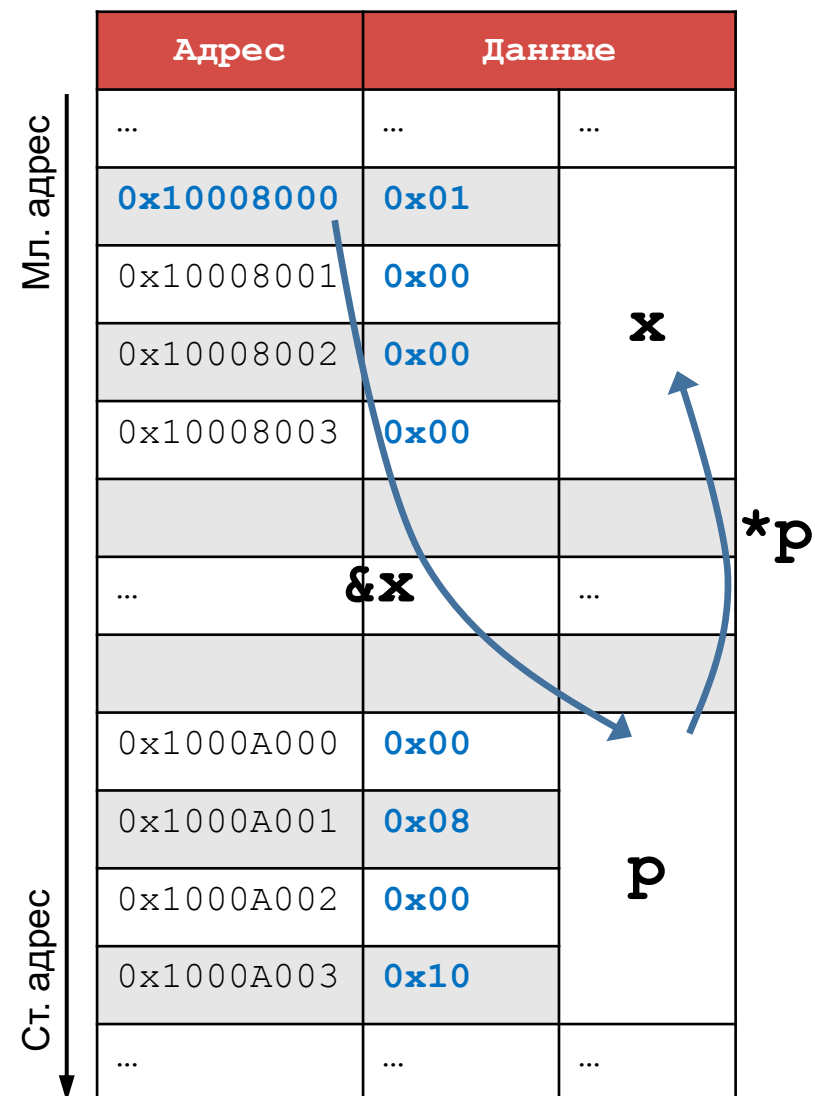 Адрес Данные
Мл. адрес
… … …
0x10008000 0x01
0x10008001 0x00
x
0x10008002 0x00
0x10008003 0x00
*p
… &x …
0x1000A000 0x00
0x1000A001 0x08
p
0x1000A002 0x00
0x1000A003 0x10
Ст. адрес
… … …